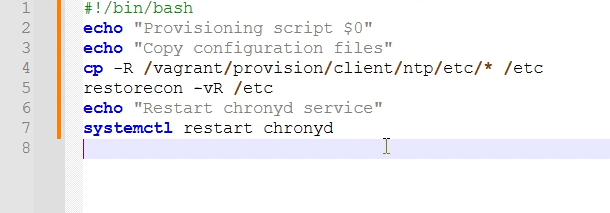 1 #!/bin/bash
2 echo "Provisioning script $0"
3 echo "Copy configuration files"
4 cp -R /vagrant/provision/client/ntp/etc/* /etc
5 restorecon -vR /etc
6 echo "Restart chronyd service"
7 systemctl restart chronyd
8